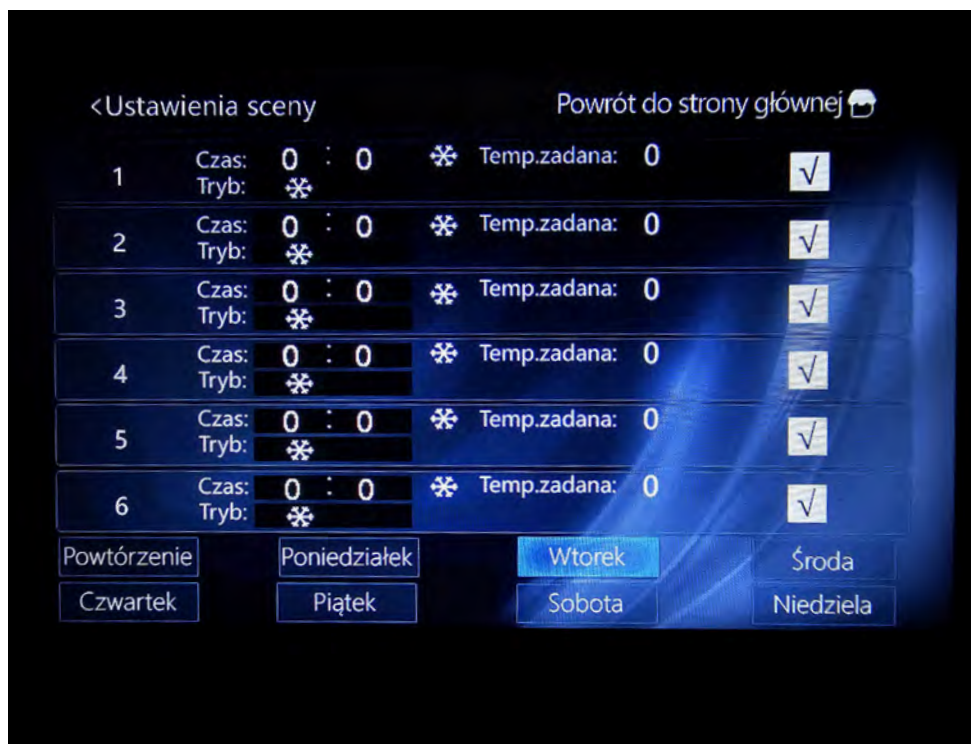 <Ustawienia sceny Powrót do strony głównej
1 Czas: 0 : 0 Temp.zadana: 0 √
Tryb:
2 Czas: 0 : 0 Temp.zadana: 0 √
Tryb:
3 Czas: 0 : 0 Temp.zadana: 0 √
Tryb:
4 Czas: 0 : 0 Temp.zadana: 0 √
Tryb:
5 Czas: 0 : 0 Temp.zadana: 0 √
Tryb:
6 Czas: 0 : 0 Temp.zadana: 0 √
Tryb:
Powtórzenie Poniedziałek Wtorek Środa
Czwartek Piątek Sobota Niedziela